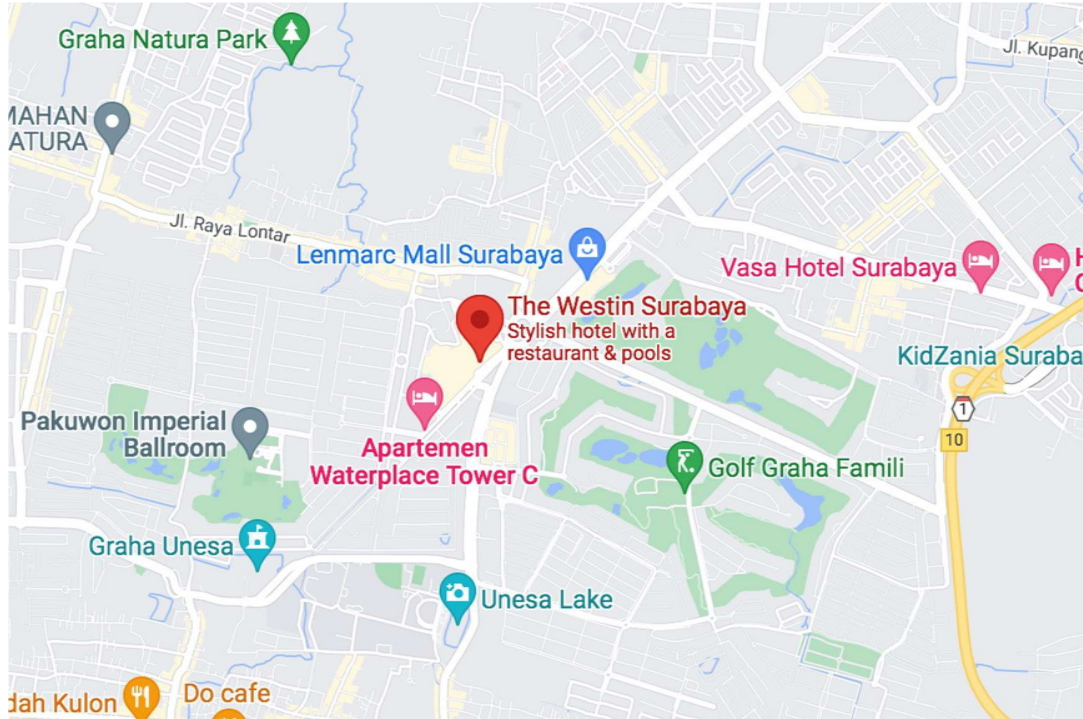 Graha Natura Park
Jl. Kupang
MAHAN
ATURA
Jl. Raya Lontar
Lenmarc Mall Surabaya
Vasa Hotel Surabaya
H
C
The Westin Surabaya
Stylish hotel with a
restaurant & pools
KidZania Suraba
1
10
Pakuwon Imperial
Ballroom
Apartemen
Waterplace Tower C
Golf Graha Famili
Graha Unesa
Unesa Lake
dah Kulon
Do cafe